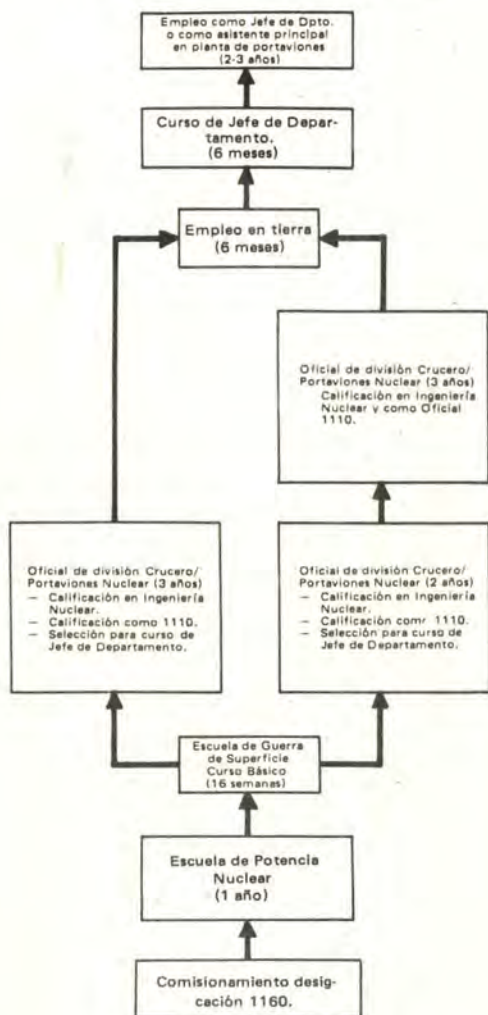 Empleo como Jefe de Dpto.
o como asistente principal
en planta de portaviones
(2-3 años)
Curso de Jefe de Depar-
tamento.
(6 meses)
Empleo en tierra
(6 meses)
Oficial de división Crucero/
Portaviones Nuclear (3 años)
Calificación en Ingeniería
Nuclear y como Oficial
1110.
Oficial de división Crucero/
Portaviones Nuclear (3 años)
— Calificación en Ingeniería
Nuclear.
— Calificación como 1110.
— Selección para curso de
Jefe de Departamento.
Oficial de división Crucero/
Portaviones Nuclear (2 años)
— Calificación en Ingeniería
Nuclear.
— Calificación com 1110.
— Selección para curso de
Jefe de Departamento.
Escuela de Guerra
de Superficie
Curso Básico
(16 semanas)
Escuela de Potencia
Nuclear
(1 año)
Comisionamiento desig-
cación 1160.